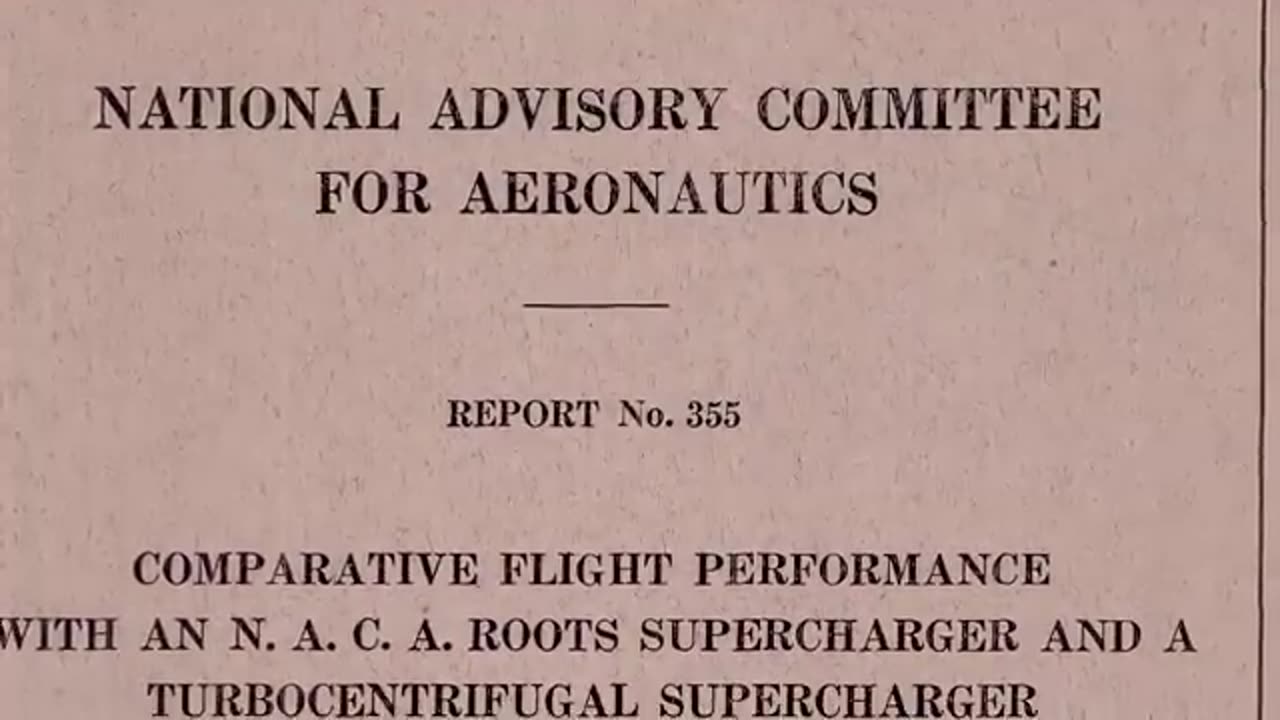 NATIONAL ADVISORY COMMITTEE
FOR AERONAUTICS
REPORT No. 355
COMPARATIVE FLIGHT PERFORMANCE
WITH AN N. A. C. A. ROOTS SUPERCHARGER AND A
TURBOCENTRIFUGAL SUPERCHARGER